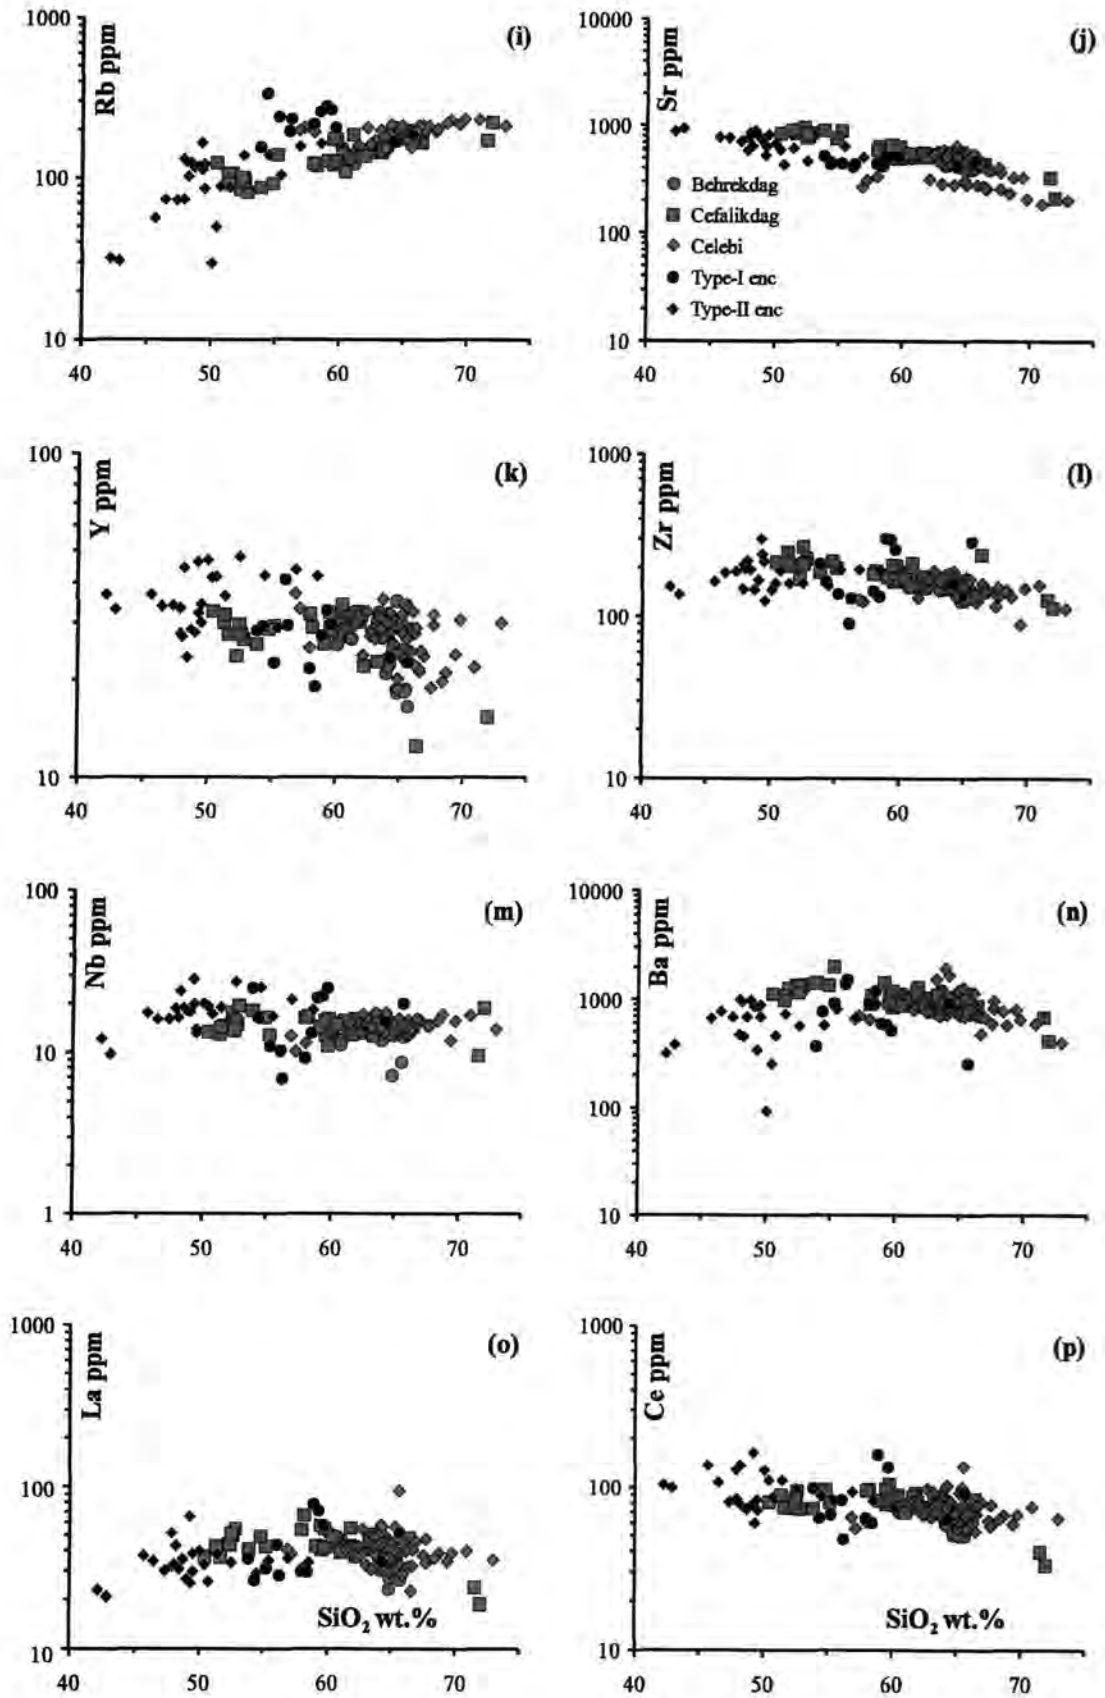 1000
Rb ppm
(i)
100
10
40 50 60 70
10000
Sr ppm
(j)
1000
100
10
Behrekdag
Cefalikdag
Celebi
Type-I enc
Type-II enc
40 50 60 70
100
Y ppm
(k)
10
40 50 60 70
1000
Zr ppm
(l)
100
10
40 50 60 70
100
Nb ppm
(m)
10
1
40 50 60 70
10000
Ba ppm
(n)
1000
100
10
40 50 60 70
1000
La ppm
(o)
100
10
SiO₂ wt.%
40 50 60 70
1000
Ce ppm
(p)
100
10
SiO₂ wt.%
40 50 60 70